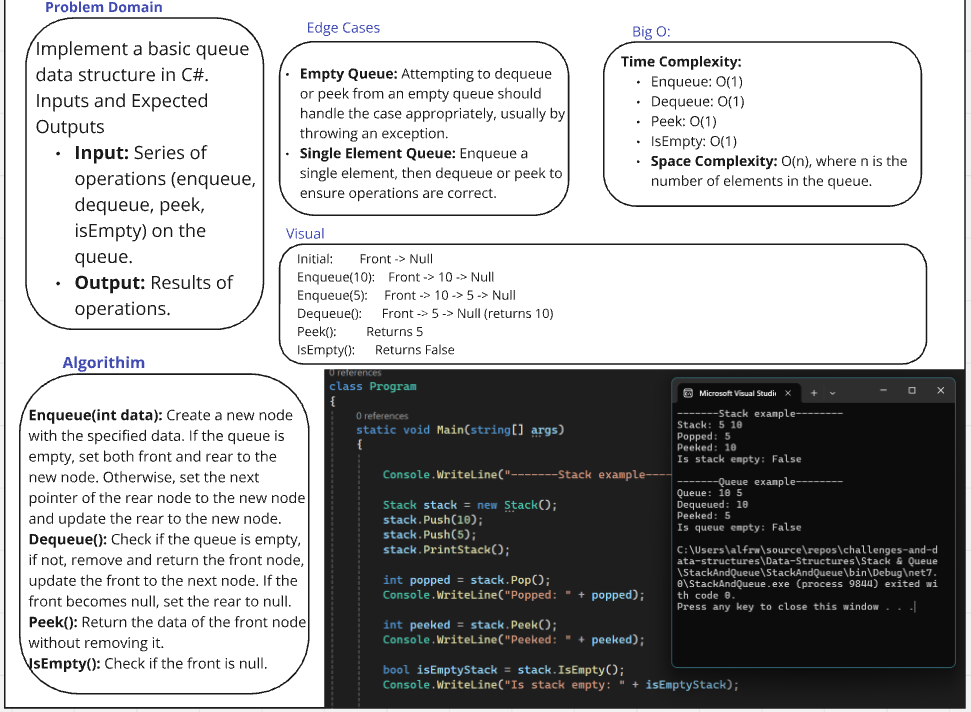 Problem Domain
Implement a basic queue
data structure in C#.
Inputs and Expected
Outputs
• Input: Series of
operations (enqueue,
dequeue, peek,
isEmpty) on the
queue.
• Output: Results of
operations.
Edge Cases
• Empty Queue: Attempting to dequeue
or peek from an empty queue should
handle the case appropriately, usually by
throwing an exception.
• Single Element Queue: Enqueue a
single element, then dequeue or peek to
ensure operations are correct.
Big O:
Time Complexity:
• Enqueue: O(1)
• Dequeue: O(1)
• Peek: O(1)
• IsEmpty: O(1)
• Space Complexity: O(n), where n is the
number of elements in the queue.
Visual
Initial: Front -> Null
Enqueue(10): Front -> 10 -> Null
Enqueue(5): Front -> 10 -> 5 -> Null
Dequeue(): Front -> 5 -> Null (returns 10)
Peek(): Returns 5
IsEmpty(): Returns False
Algorithim
Enqueue(int data): Create a new node
with the specified data. If the queue is
empty, set both front and rear to the
new node. Otherwise, set the next
pointer of the rear node to the new node
and update the rear to the new node.
Dequeue(): Check if the queue is empty,
if not, remove and return the front node,
update the front to the next node. If the
front becomes null, set the rear to null.
Peek(): Return the data of the front node
without removing it.
IsEmpty(): Check if the front is null.
0 references
class Program
{
0 references
static void Main(string[] args)
{
Console.WriteLine("-------Stack example----
Stack stack = new Stack();
stack.Push(10);
stack.Push(5);
stack.PrintStack();
int popped = stack.Pop();
Console.WriteLine("Popped: " + popped);
int peeked = stack.Peek();
Console.WriteLine("Peeked: " + peeked);
bool isEmptyStack = stack.IsEmpty();
Console.WriteLine("Is stack empty: " + isEmptyStack);
Microsoft Visual Studi
-------Stack example--------
Stack: 5 10
Popped: 5
Peeked: 10
Is stack empty: False
-------Queue example--------
Queue: 10 5
Dequeued: 10
Peeked: 5
Is queue empty: False
C:\Users\alfrw\source\repos\challenges-and-d
ata-structures\Data-Structures\Stack & Queue
\StackAndQueue\StackAndQueue\bin\Debug\net7.
0\StackAndQueue.exe (process 9844) exited wi
th code 0.
Press any key to close this window . . .